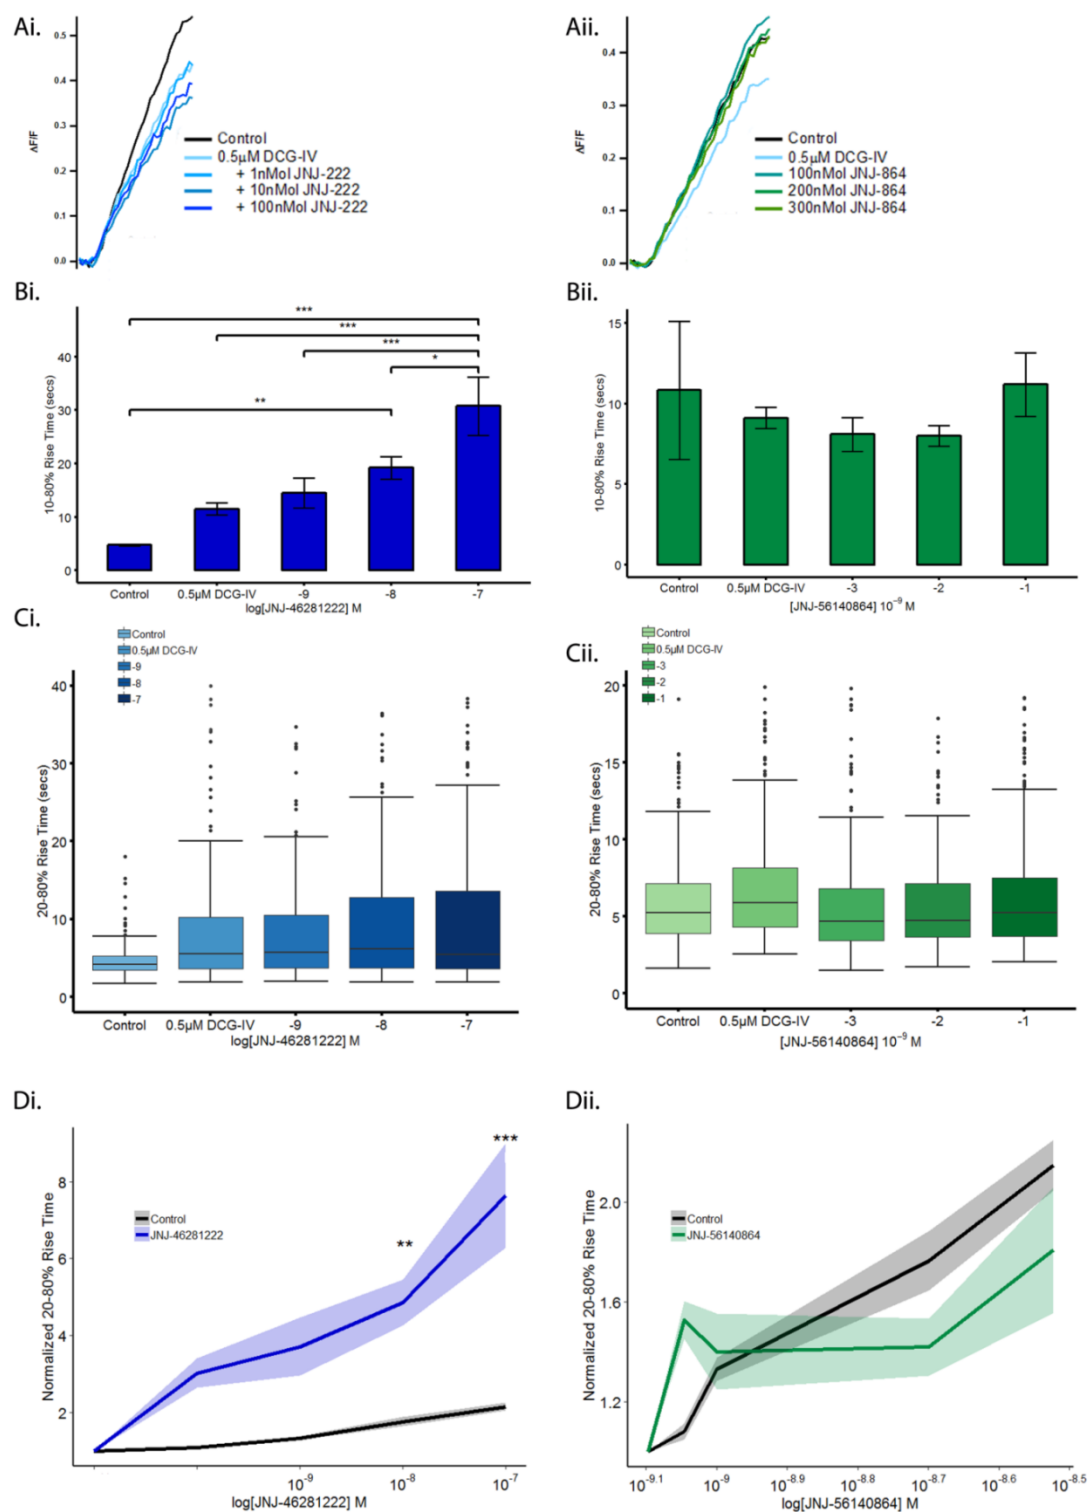 Ai.
0.5
0.4
0.3
0.2
0.1
0.0
ΔF/F
Control
0.5µM DCG-IV
+ 1nMol JNJ-222
+ 10nMol JNJ-222
+ 100nMol JNJ-222
Aii.
0.4
0.3
0.2
0.1
0.0
ΔF/F
Control
0.5µM DCG-IV
100nMol JNJ-864
200nMol JNJ-864
300nMol JNJ-864
Bi.
***
***
***
*
**
40
30
20
10
0
10-80% Rise Time (secs)
Control 0.5µM DCG-IV -9 -8 -7
log[JNJ-46281222] M
Bii.
15
10
5
0
10-80% Rise Time (secs)
Control 0.5µM DCG-IV -3 -2 -1
[JNJ-56140864] 10⁻⁹ M
Ci.
Control
0.5µM DCG-IV
-9
-8
-7
40
30
20
10
0
20-80% Rise Time (secs)
Control 0.5µM DCG-IV -9 -8 -7
log[JNJ-46281222] M
Cii.
Control
0.5µM DCG-IV
-3
-2
-1
20
15
10
5
0
20-80% Rise Time (secs)
Control 0.5µM DCG-IV -3 -2 -1
[JNJ-56140864] 10⁻⁹ M
Di.
***
**
8
6
4
2
Normalized 20-80% Rise Time
Control
JNJ-46281222
10⁻⁹ 10⁻⁸ 10⁻⁷
log[JNJ-46281222] M
Dii.
2.0
1.6
1.2
Normalized 20-80% Rise Time
Control
JNJ-56140864
10⁻⁹·¹ 10⁻⁹ 10⁻⁸·⁹ 10⁻⁸·⁸ 10⁻⁸·⁷ 10⁻⁸·⁶ 10⁻⁸·⁵
log[JNJ-56140864] M